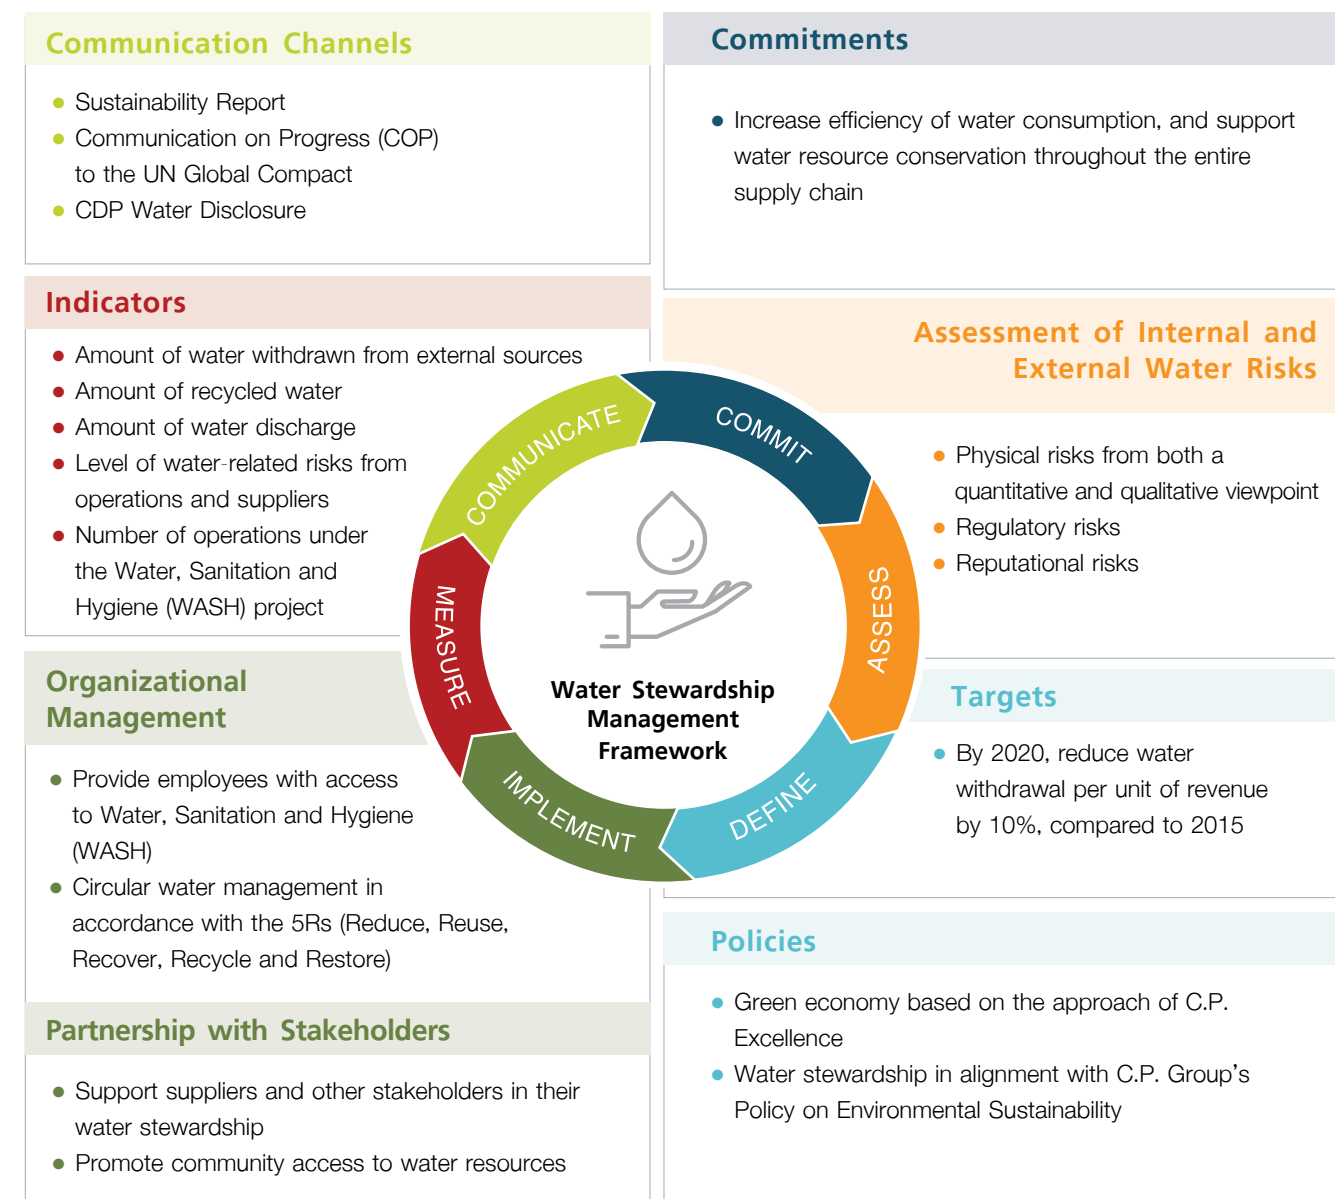 Communication Channels
• Sustainability Report
• Communication on Progress (COP)
to the UN Global Compact
• CDP Water Disclosure
Commitments
• Increase efficiency of water consumption, and support
water resource conservation throughout the entire
supply chain
Indicators
• Amount of water withdrawn from external sources
• Amount of recycled water
• Amount of water discharge
• Level of water-related risks from
operations and suppliers
• Number of operations under
the Water, Sanitation and
Hygiene (WASH) project
Assessment of Internal and
External Water Risks
• Physical risks from both a
quantitative and qualitative viewpoint
• Regulatory risks
• Reputational risks
COMMUNICATE
COMMIT
ASSESS
DEFINE
IMPLEMENT
MEASURE
Water Stewardship
Management
Framework
Organizational
Management
• Provide employees with access
to Water, Sanitation and Hygiene
(WASH)
• Circular water management in
accordance with the 5Rs (Reduce, Reuse,
Recover, Recycle and Restore)
Targets
• By 2020, reduce water
withdrawal per unit of revenue
by 10%, compared to 2015
Partnership with Stakeholders
• Support suppliers and other stakeholders in their
water stewardship
• Promote community access to water resources
Policies
• Green economy based on the approach of C.P.
Excellence
• Water stewardship in alignment with C.P. Group's
Policy on Environmental Sustainability